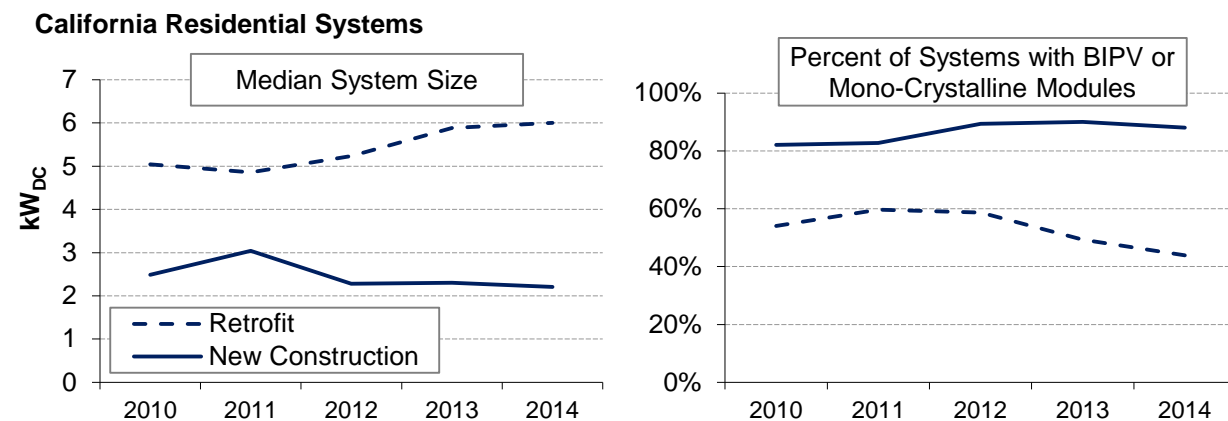 California Residential Systems
Median System Size
7
6
5
4
3
2
1
0
kW_DC
Retrofit
New Construction
2010 2011 2012 2013 2014
Percent of Systems with BIPV or
Mono-Crystalline Modules
100%
80%
60%
40%
20%
0%
2010 2011 2012 2013 2014